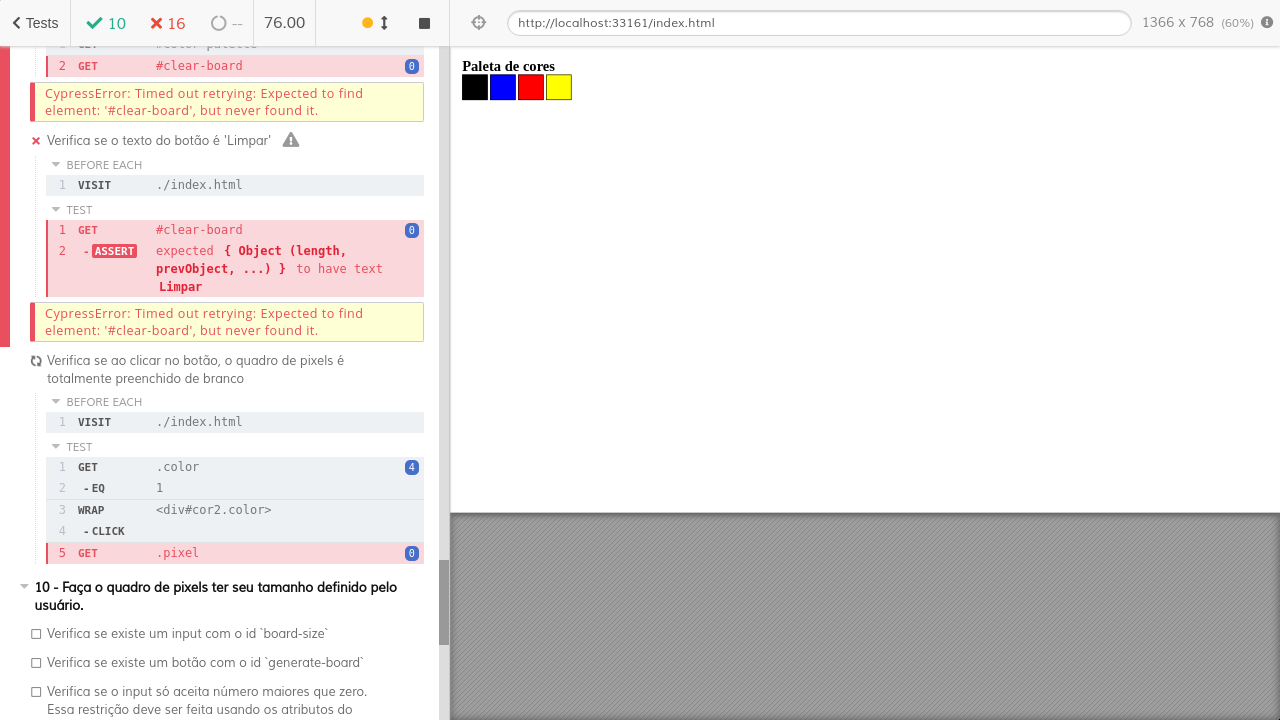 Tests 10 16 -- 76.00
http://localhost:33161/index.html 1366 x 768 (60%)
2 GET #clear-board 0
CypressError: Timed out retrying: Expected to find
element: '#clear-board', but never found it.
Verifica se o texto do botão é 'Limpar'
BEFORE EACH
1 VISIT ./index.html
TEST
1 GET #clear-board 0
2 - ASSERT expected { Object (length,
prevObject, ...) } to have text
Limpar
CypressError: Timed out retrying: Expected to find
element: '#clear-board', but never found it.
Verifica se ao clicar no botão, o quadro de pixels é
totalmente preenchido de branco
BEFORE EACH
1 VISIT ./index.html
TEST
1 GET .color 4
2 - EQ 1
3 WRAP <div#cor2.color>
4 - CLICK
5 GET .pixel 0
10 - Faça o quadro de pixels ter seu tamanho definido pelo
usuário.
Verifica se existe um input com o id `board-size`
Verifica se existe um botão com o id `generate-board`
Verifica se o input só aceita número maiores que zero.
Essa restrição deve ser feita usando os atributos do
Paleta de cores